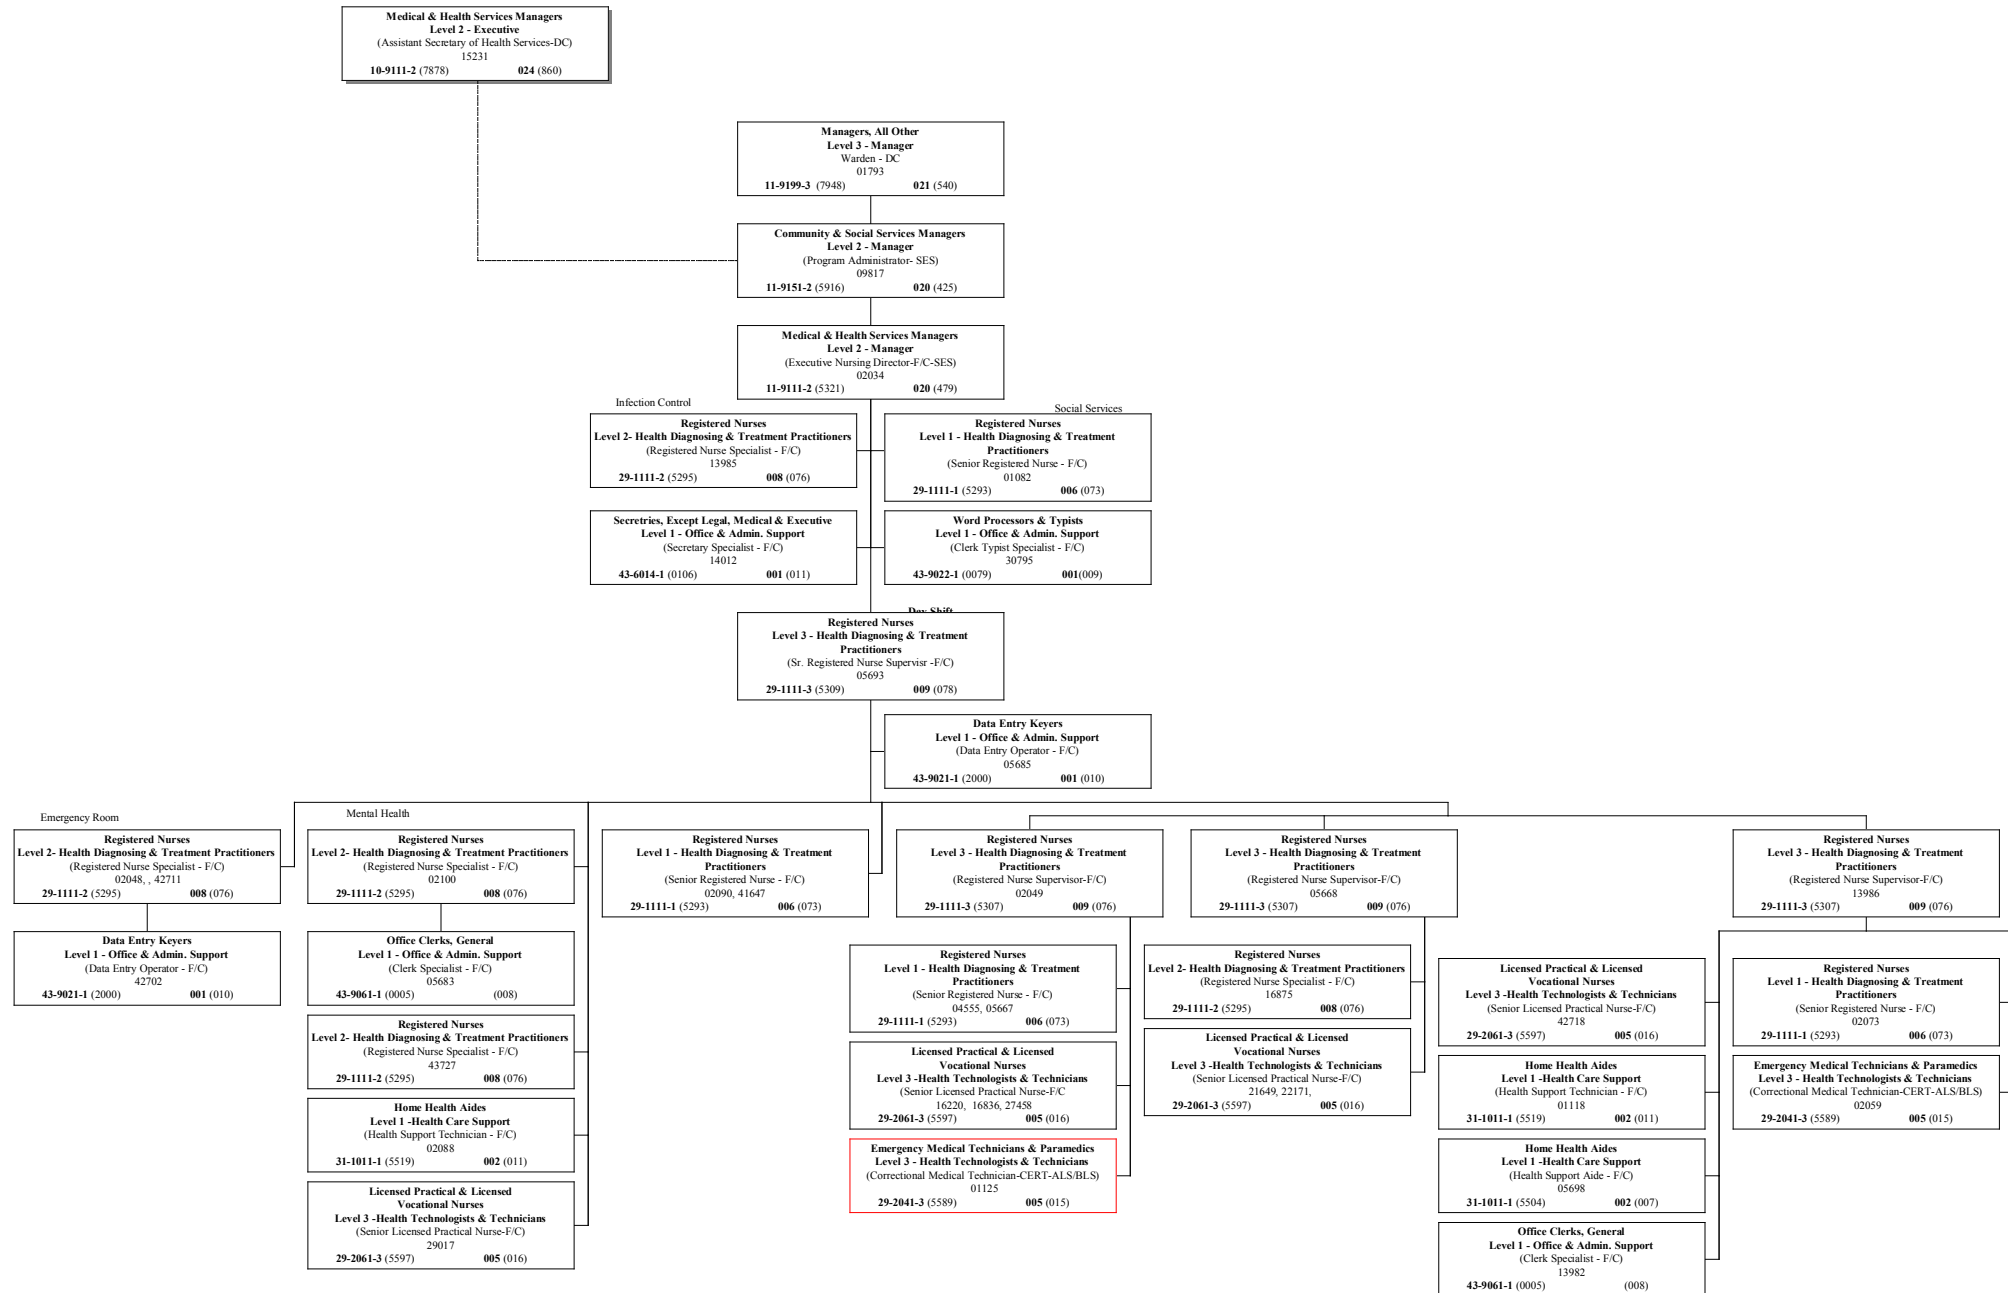 Medical & Health Services Managers
Level 2 - Executive
(Assistant Secretary of Health Services-DC)
15231
10-9111-2 (7878) 024 (860)
Managers, All Other
Level 3 - Manager
Warden - DC
01793
11-9199-3 (7948) 021 (540)
Community & Social Services Managers
Level 2 - Manager
(Program Administrator- SES)
09817
11-9151-2 (5916) 020 (425)
Medical & Health Services Managers
Level 2 - Manager
(Executive Nursing Director-F/C-SES)
02034
11-9111-2 (5321) 020 (479)
Infection Control
Registered Nurses
Level 2- Health Diagnosing & Treatment Practitioners
(Registered Nurse Specialist - F/C)
13985
29-1111-2 (5295) 008 (076)
Social Services
Registered Nurses
Level 1 - Health Diagnosing & Treatment
Practitioners
(Senior Registered Nurse - F/C)
01082
29-1111-1 (5293) 006 (073)
Secretries, Except Legal, Medical & Executive
Level 1 - Office & Admin. Support
(Secretary Specialist - F/C)
14012
43-6014-1 (0106) 001 (011)
Word Processors & Typists
Level 1 - Office & Admin. Support
(Clerk Typist Specialist - F/C)
30795
43-9022-1 (0079) 001(009)
Day Shift
Registered Nurses
Level 3 - Health Diagnosing & Treatment
Practitioners
(Sr. Registered Nurse Supervisr -F/C)
05693
29-1111-3 (5309) 009 (078)
Data Entry Keyers
Level 1 - Office & Admin. Support
(Data Entry Operator - F/C)
05685
43-9021-1 (2000) 001 (010)
Emergency Room
Registered Nurses
Level 2- Health Diagnosing & Treatment Practitioners
(Registered Nurse Specialist - F/C)
02048, , 42711
29-1111-2 (5295) 008 (076)
Data Entry Keyers
Level 1 - Office & Admin. Support
(Data Entry Operator - F/C)
42702
43-9021-1 (2000) 001 (010)
Mental Health
Registered Nurses
Level 2- Health Diagnosing & Treatment Practitioners
(Registered Nurse Specialist - F/C)
02100
29-1111-2 (5295) 008 (076)
Office Clerks, General
Level 1 - Office & Admin. Support
(Clerk Specialist - F/C)
05683
43-9061-1 (0005) (008)
Registered Nurses
Level 2- Health Diagnosing & Treatment Practitioners
(Registered Nurse Specialist - F/C)
43727
29-1111-2 (5295) 008 (076)
Home Health Aides
Level 1 -Health Care Support
(Health Support Technician - F/C)
02088
31-1011-1 (5519) 002 (011)
Licensed Practical & Licensed
Vocational Nurses
Level 3 -Health Technologists & Technicians
(Senior Licensed Practical Nurse-F/C)
29017
29-2061-3 (5597) 005 (016)
Registered Nurses
Level 1 - Health Diagnosing & Treatment
Practitioners
(Senior Registered Nurse - F/C)
02090, 41647
29-1111-1 (5293) 006 (073)
Registered Nurses
Level 3 - Health Diagnosing & Treatment
Practitioners
(Registered Nurse Supervisor-F/C)
02049
29-1111-3 (5307) 009 (076)
Registered Nurses
Level 1 - Health Diagnosing & Treatment
Practitioners
(Senior Registered Nurse - F/C)
04555, 05667
29-1111-1 (5293) 006 (073)
Licensed Practical & Licensed
Vocational Nurses
Level 3 -Health Technologists & Technicians
(Senior Licensed Practical Nurse-F/C
16220, 16836, 27458
29-2061-3 (5597) 005 (016)
Emergency Medical Technicians & Paramedics
Level 3 - Health Technologists & Technicians
(Correctional Medical Technician-CERT-ALS/BLS)
01125
29-2041-3 (5589) 005 (015)
Registered Nurses
Level 3 - Health Diagnosing & Treatment
Practitioners
(Registered Nurse Supervisor-F/C)
05668
29-1111-3 (5307) 009 (076)
Registered Nurses
Level 2- Health Diagnosing & Treatment Practitioners
(Registered Nurse Specialist - F/C)
16875
29-1111-2 (5295) 008 (076)
Licensed Practical & Licensed
Vocational Nurses
Level 3 -Health Technologists & Technicians
(Senior Licensed Practical Nurse-F/C)
21649, 22171,
29-2061-3 (5597) 005 (016)
Registered Nurses
Level 3 - Health Diagnosing & Treatment
Practitioners
(Registered Nurse Supervisor-F/C)
13986
29-1111-3 (5307) 009 (076)
Licensed Practical & Licensed
Vocational Nurses
Level 3 -Health Technologists & Technicians
(Senior Licensed Practical Nurse-F/C)
42718
29-2061-3 (5597) 005 (016)
Home Health Aides
Level 1 -Health Care Support
(Health Support Technician - F/C)
01118
31-1011-1 (5519) 002 (011)
Home Health Aides
Level 1 -Health Care Support
(Health Support Aide - F/C)
05698
31-1011-1 (5504) 002 (007)
Office Clerks, General
Level 1 - Office & Admin. Support
(Clerk Specialist - F/C)
13982
43-9061-1 (0005) (008)
Registered Nurses
Level 1 - Health Diagnosing & Treatment
Practitioners
(Senior Registered Nurse - F/C)
02073
29-1111-1 (5293) 006 (073)
Emergency Medical Technicians & Paramedics
Level 3 - Health Technologists & Technicians
(Correctional Medical Technician-CERT-ALS/BLS)
02059
29-2041-3 (5589) 005 (015)